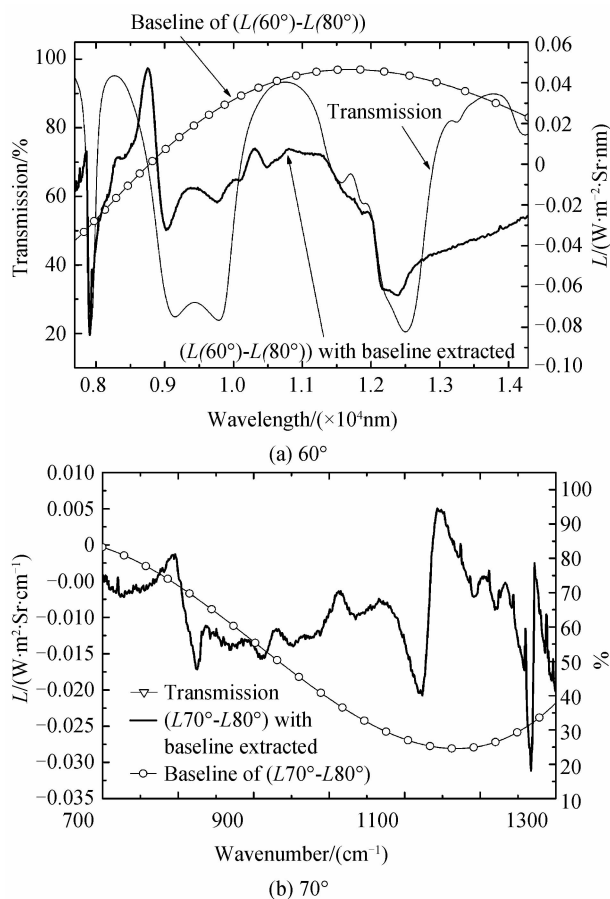 Baseline of (L(60°)-L(80°))
100
80
60
40
20
Transmission/%
0.06
0.04
0.02
0
−0.02
−0.04
−0.06
−0.08
−0.10
L/(W·m⁻²·Sr·nm)
Transmission
(L(60°)-L(80°)) with baseline extracted
0.7 0.8 0.9 1.0 1.1 1.2 1.3 1.4
Wavelength/(×10⁴nm)
(a) 60°
0.010
0.005
0
−0.00
−0.010
−0.015
−0.020
−0.025
−0.030
−0.035
L/(W·m²·Sr·cm⁻¹)
100
90
80
70
60
50
40
30
20
10
%
Transmission
(L70°-L80°) with
baseline extracted
Baseline of (L70°-L80°)
700 900 1100 1300
Wavenumber/(cm⁻¹)
(b) 70°